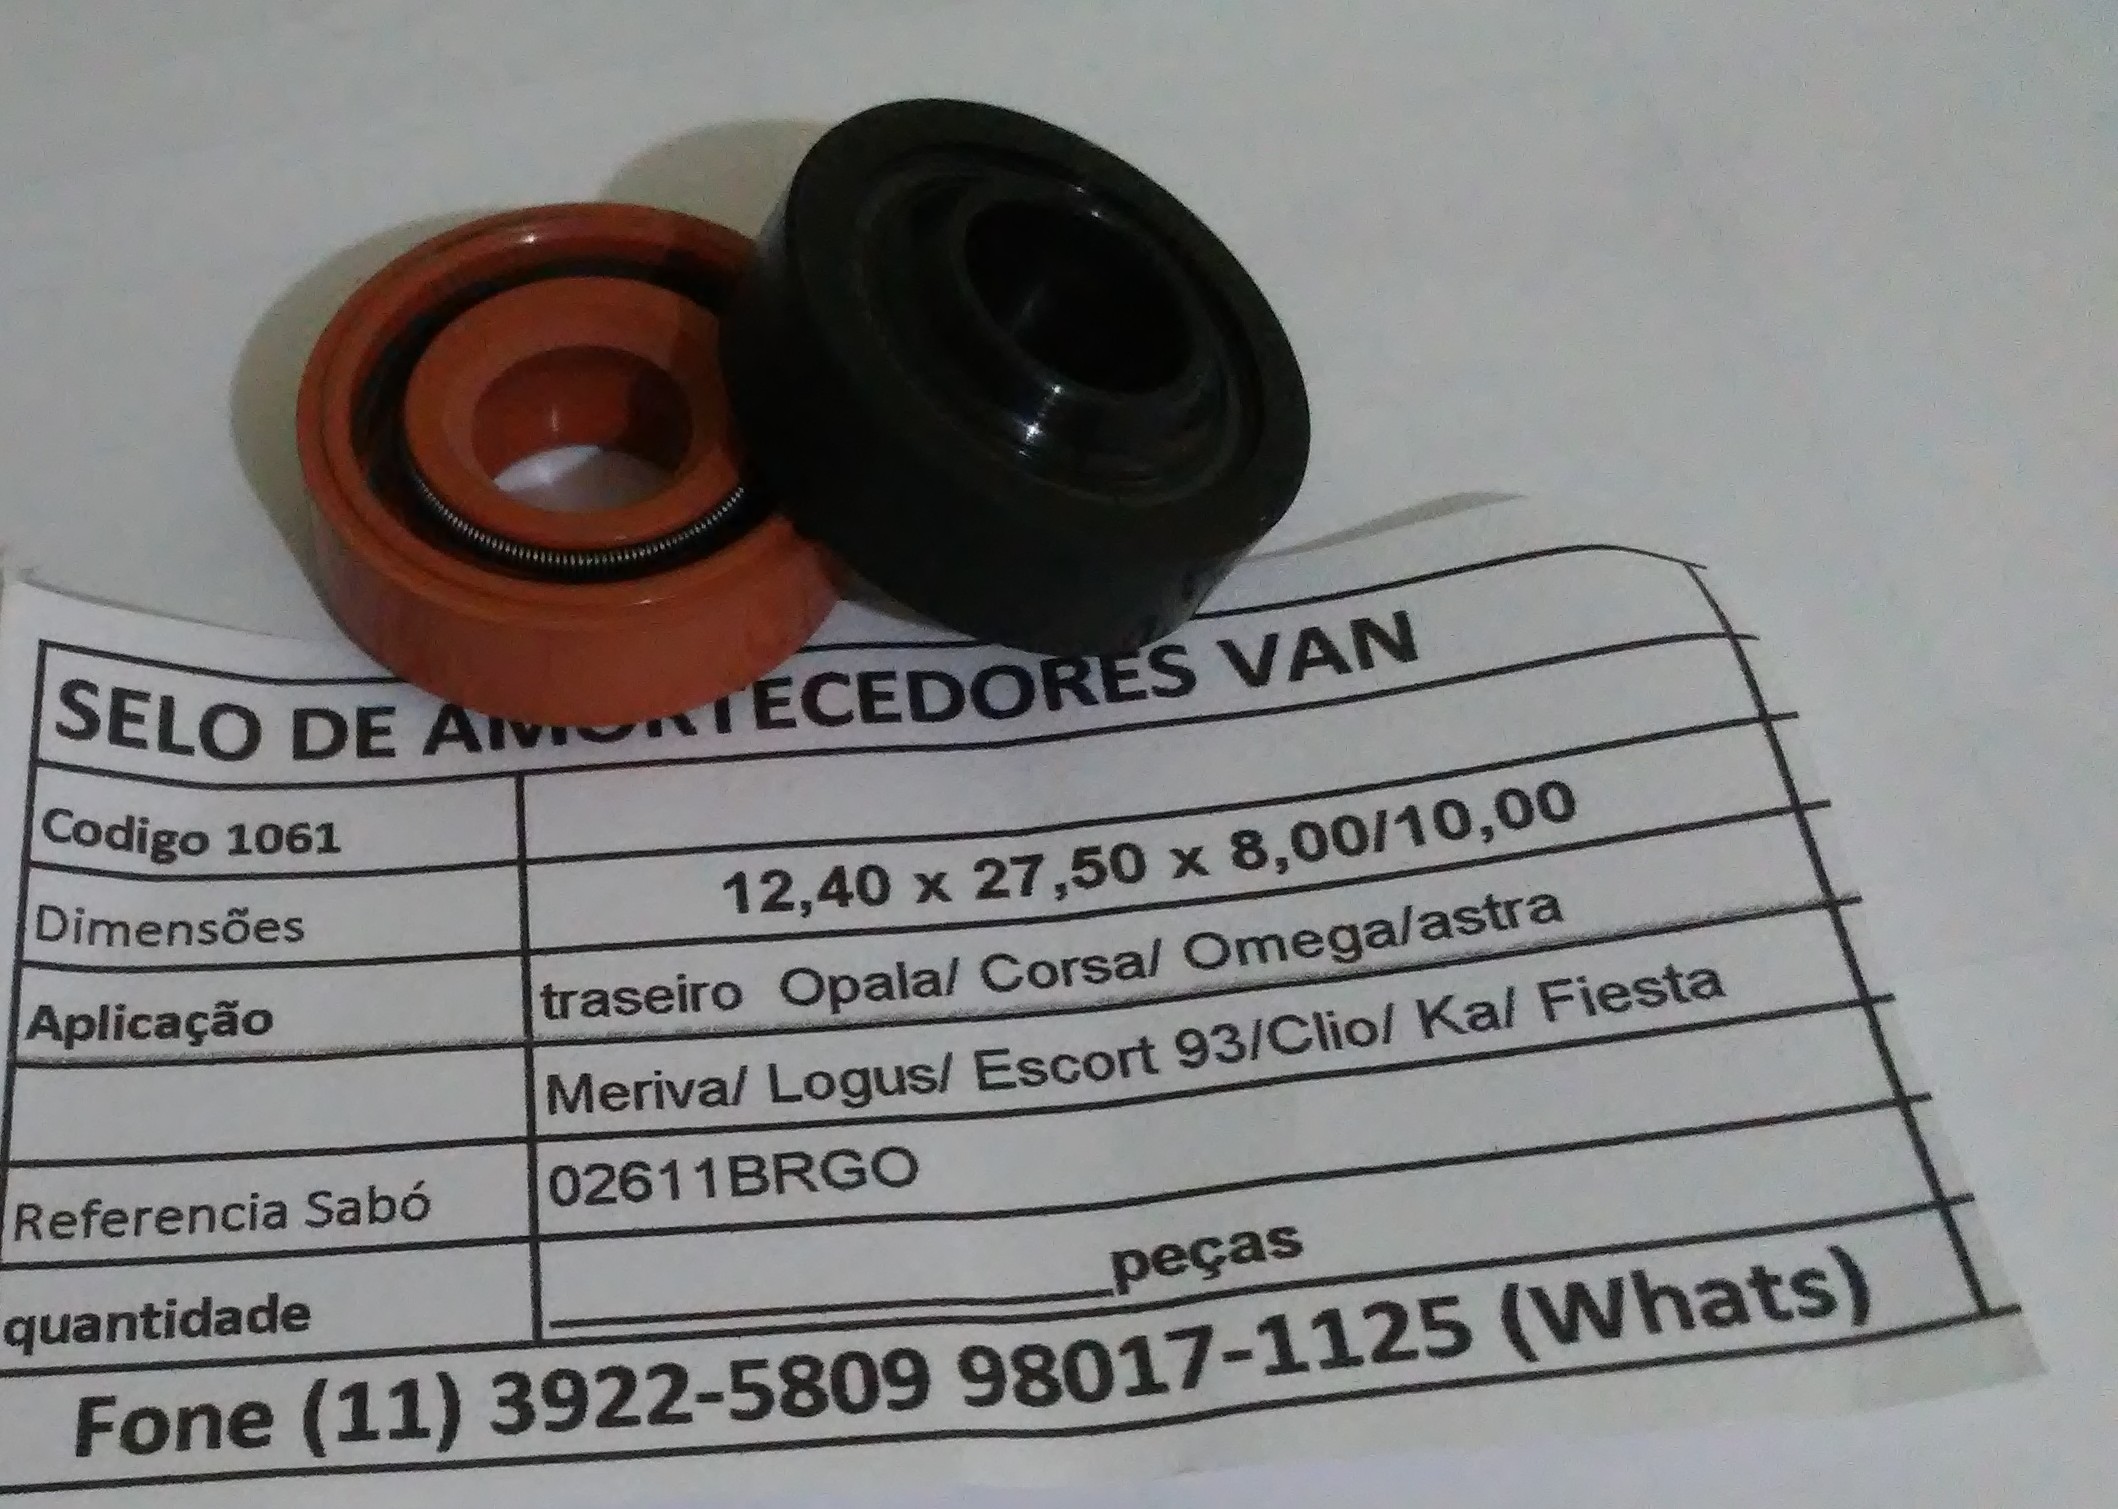 SELO DE AMORTECEDORES VAN
Codigo 1061
Dimensões 12,40 x 27,50 x 8,00/10,00
Aplicação traseiro Opala/ Corsa/ Omega/astra
Meriva/ Logus/ Escort 93/Clio/ Ka/ Fiesta
Referencia Sabó 02611BRGO
quantidade ____________________peças
Fone (11) 3922-5809 98017-1125 (Whats)